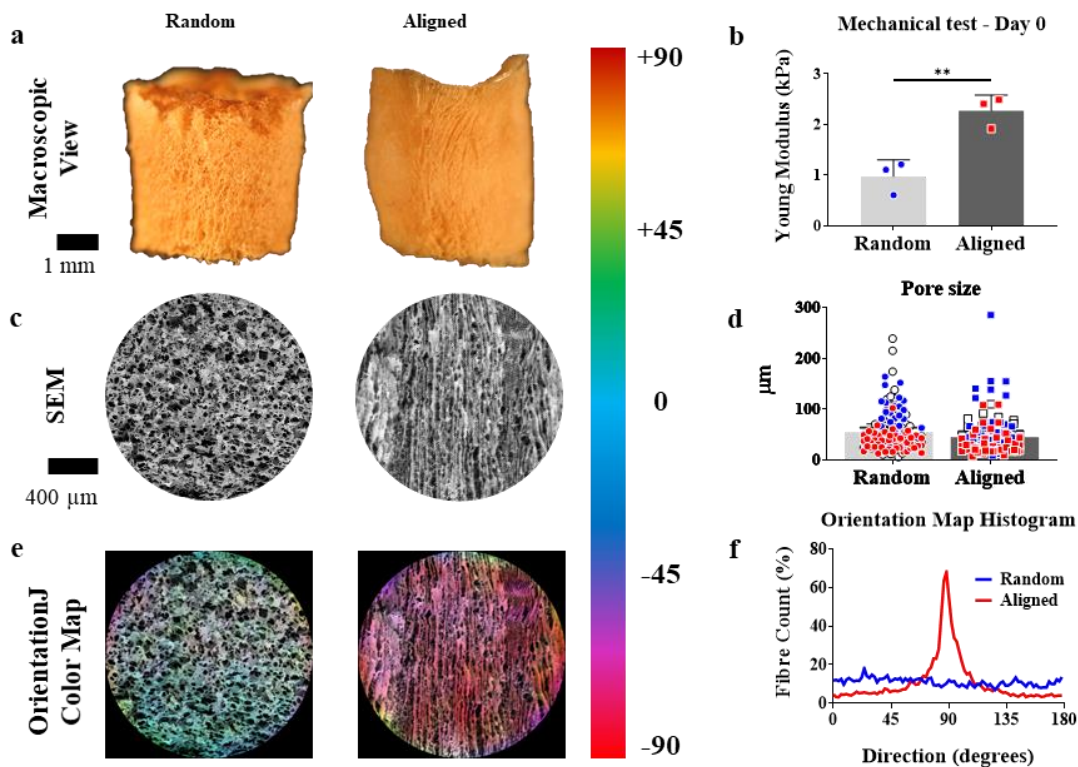 Random
Aligned
a
Macroscopic
View
1 mm
b
Mechanical test - Day 0
Young Modulus (kPa)
3
2
1
0
**
Random
Aligned
c
SEM
400 µm
d
Pore size
µm
300
200
100
0
Random
Aligned
e
OrientationJ
Color Map
+90
+45
0
-45
-90
f
Orientation Map Histogram
Fibre Count (%)
80
60
40
20
0
Random
Aligned
0
45
90
135
180
Direction (degrees)